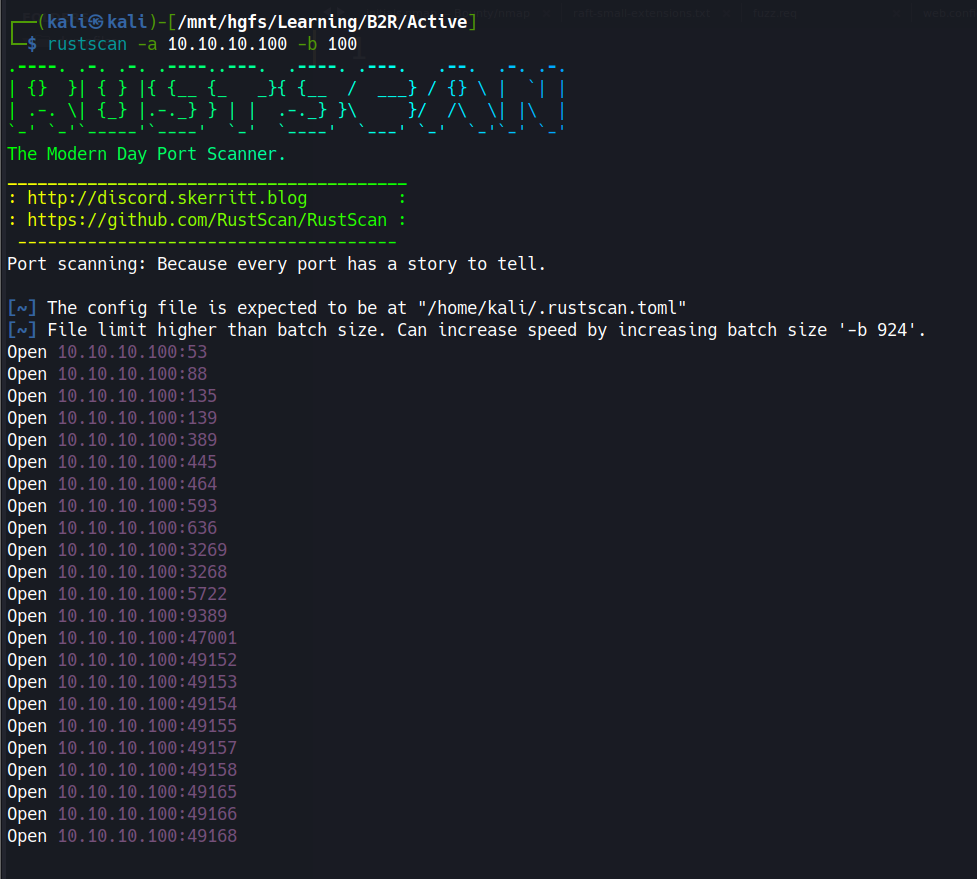 ┌──(kali㉿kali)-[/mnt/hgfs/Learning/B2R/Active]
└─$ rustscan -a 10.10.10.100 -b 100
.----. .-. .-. .----..---.  .----. .---.   .--.  .-. .-.
| {}  }| { } |{ {__ {_   _}{ {__  /  ___} / {} \ |  `| |
| .-. \| {_} |.-._} } | |  .-._} }\     }/  /\  \| |\  |
`-' `-'`-----'`----'  `-'  `----'  `---' `-'  `-'`-' `-'
The Modern Day Port Scanner.
________________________________________
: http://discord.skerritt.blog         :
: https://github.com/RustScan/RustScan :
 --------------------------------------
Port scanning: Because every port has a story to tell.
[~] The config file is expected to be at "/home/kali/.rustscan.toml"
[~] File limit higher than batch size. Can increase speed by increasing batch size '-b 924'.
Open 10.10.10.100:53
Open 10.10.10.100:88
Open 10.10.10.100:135
Open 10.10.10.100:139
Open 10.10.10.100:389
Open 10.10.10.100:445
Open 10.10.10.100:464
Open 10.10.10.100:593
Open 10.10.10.100:636
Open 10.10.10.100:3269
Open 10.10.10.100:3268
Open 10.10.10.100:5722
Open 10.10.10.100:9389
Open 10.10.10.100:47001
Open 10.10.10.100:49152
Open 10.10.10.100:49153
Open 10.10.10.100:49154
Open 10.10.10.100:49155
Open 10.10.10.100:49157
Open 10.10.10.100:49158
Open 10.10.10.100:49165
Open 10.10.10.100:49166
Open 10.10.10.100:49168